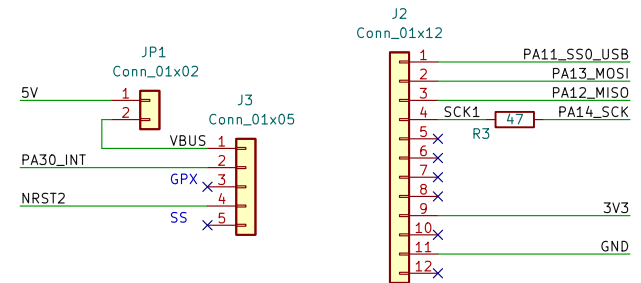 JP1
Conn_01x02
5V
1
2
J3
Conn_01x05
VBUS
1
PA30_INT
2
GPX
3
NRST2
4
SS
5
J2
Conn_01x12
1
PA11_SS0_USB
2
PA13_MOSI
3
PA12_MISO
4
SCK1
47
PA14_SCK
R3
5
6
7
8
9
3V3
10
11
GND
12